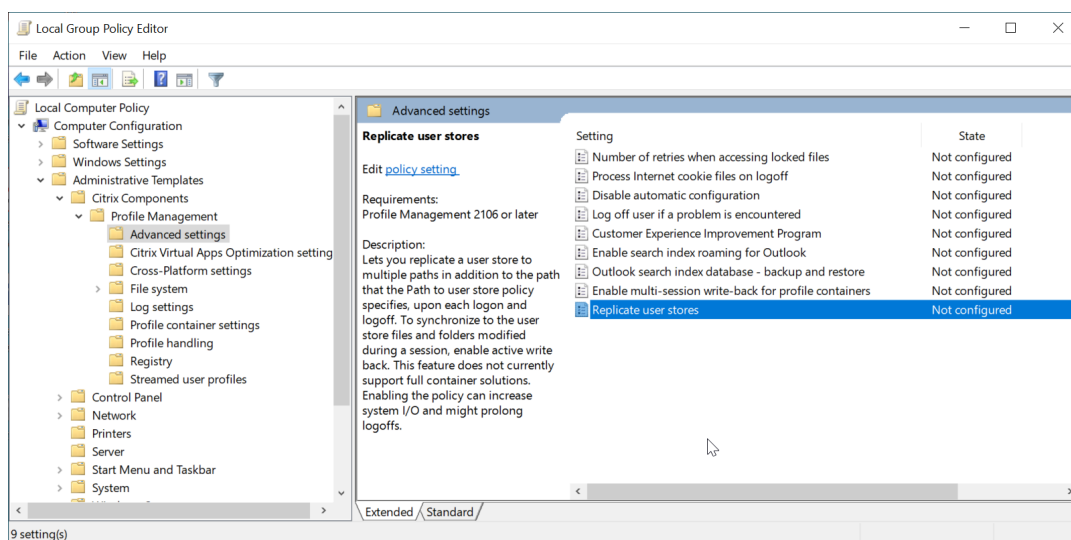 Local Group Policy Editor
File Action View Help
Local Computer Policy
Computer Configuration
Software Settings
Windows Settings
Administrative Templates
Citrix Components
Profile Management
Advanced settings
Citrix Virtual Apps Optimization setting
Cross-Platform settings
File system
Log settings
Profile container settings
Profile handling
Registry
Streamed user profiles
Control Panel
Network
Printers
Server
Start Menu and Taskbar
System
Advanced settings
Replicate user stores
Edit policy setting
Requirements:
Profile Management 2106 or later
Description:
Lets you replicate a user store to
multiple paths in addition to the path
that the Path to user store policy
specifies, upon each logon and
logoff. To synchronize to the user
store files and folders modified
during a session, enable active write
back. This feature does not currently
support full container solutions.
Enabling the policy can increase
system I/O and might prolong
logoffs.
Setting State
Number of retries when accessing locked files Not configured
Process Internet cookie files on logoff Not configured
Disable automatic configuration Not configured
Log off user if a problem is encountered Not configured
Customer Experience Improvement Program Not configured
Enable search index roaming for Outlook Not configured
Outlook search index database - backup and restore Not configured
Enable multi-session write-back for profile containers Not configured
Replicate user stores Not configured
Extended Standard
9 setting(s)